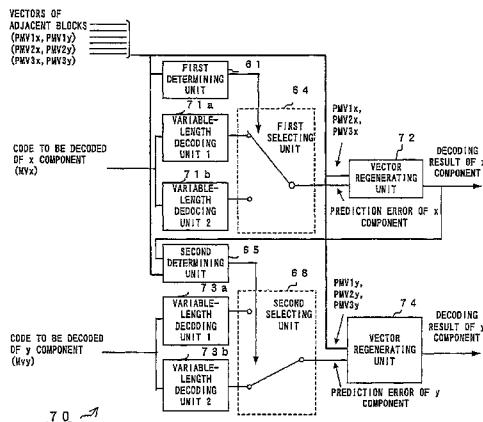 VECTORS OF
ADJACENT BLOCKS
(PMV1x, PMV1y)
(PMV2x, PMV2y)
(PMV3x, PMV3y)
FIRST
DETERMINING
UNIT
61
71a
64
VARIABLE-
LENGTH
DECODING
UNIT 1
FIRST
SELECTING
UNIT
PMV1x,
PMV2x,
PMV3x
CODE TO BE DECODED
OF x COMPONENT
(MVx)
71b
VARIABLE-
LENGTH
DEDOCING
UNIT 2
72
VECTOR
REGENERATING
UNIT
DECODING
RESULT OF x
COMPONENT
PREDICTION ERROR OF x
COMPONENT
SECOND
DETERMINING
UNIT
65
73a
68
VARIABLE-
LENGTH
DECODING
UNIT 1
SECOND
SELECTING
UNIT
PMV1y,
PMV2y,
PMV3y
CODE TO BE DECODED
OF y COMPONENT
(Mvy)
73b
VARIABLE-
LENGTH
DECODING
UNIT 2
74
VECTOR
REGENERATING
UNIT
DECODING
RESULT OF y
COMPONENT
PREDICTION ERROR OF y
COMPONENT
70